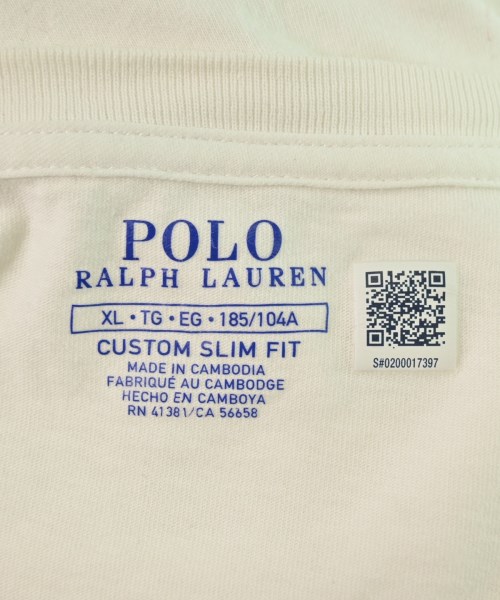 POLO
RALPH LAUREN
XL • TG • EG • 185/104A
CUSTOM SLIM FIT
MADE IN CAMBODIA
FABRIQUÉ AU CAMBODGE
HECHO EN CAMBOYA
RN 41381/CA 56658
S#0200017397